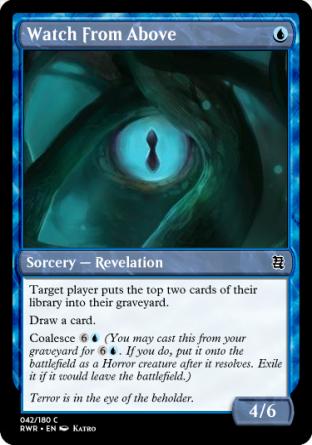 Watch From Above
Sorcery — Revelation
Target player puts the top two cards of their
library into their graveyard.
Draw a card.
Coalesce 6 (You may cast this from your
graveyard for 6. If you do, put it onto the
battlefield as a Horror creature after it resolves. Exile
it if it would leave the battlefield.)
Terror is in the eye of the beholder.
4/6
042/180 C
RWR • EN Katro